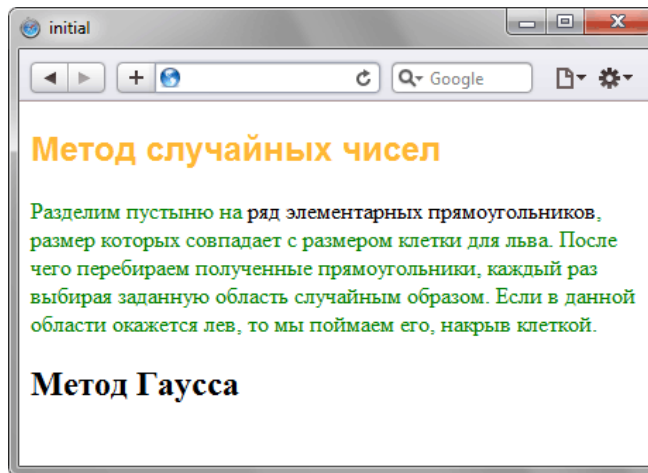 initial
Google
Метод случайных чисел
Разделим пустыню на ряд элементарных прямоугольников,
размер которых совпадает с размером клетки для льва. После
чего перебираем полученные прямоугольники, каждый раз
выбирая заданную область случайным образом. Если в данной
области окажется лев, то мы поймаем его, накрыв клеткой.
Метод Гаусса